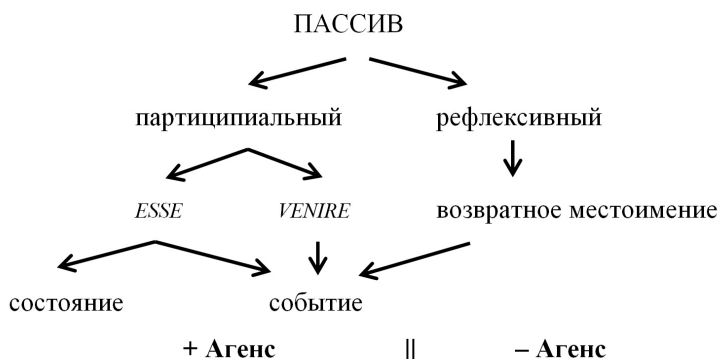 ПАССИВ
партиципиальный рефлексивный
ESSE VENIRE возвратное местоимение
состояние событие
+ Агенс || – Агенс